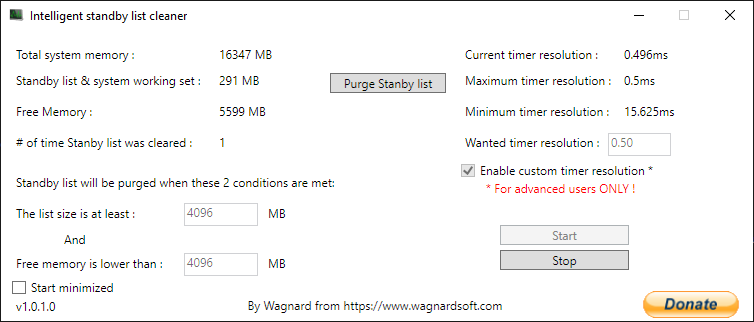 Intelligent standby list cleaner
Total system memory : 16347 MB
Standby list & system working set : 291 MB
Purge Stanby list
Free Memory : 5599 MB
# of time Stanby list was cleared : 1
Current timer resolution : 0.496ms
Maximum timer resolution : 0.5ms
Minimum timer resolution : 15.625ms
Wanted timer resolution : 0.50
Enable custom timer resolution *
* For advanced users ONLY !
Standby list will be purged when these 2 conditions are met:
The list size is at least : 4096 MB
And
Free memory is lower than : 4096 MB
Start
Stop
Start minimized
v1.0.1.0
By Wagnard from https://www.wagnardsoft.com
Donate